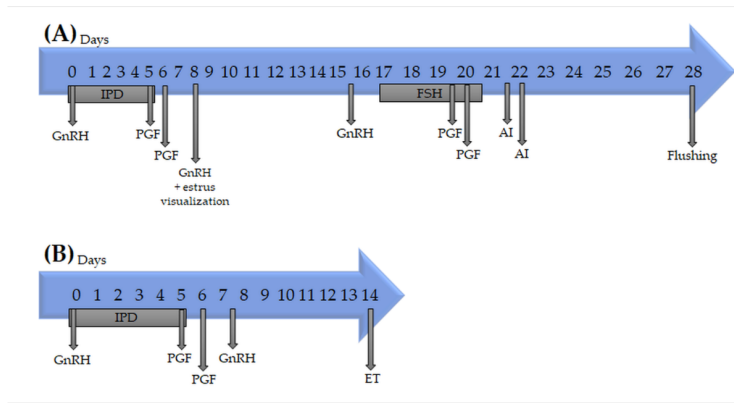 (A) Days
0 1 2 3 4 5 6 7 8 9 10 11 12 13 14 15 16 17 18 19 20 21 22 23 24 25 26 27 28
IPD FSH
GnRH PGF GnRH PGF AI
PGF PGF AI Flushing
GnRH
+ estrus
visualization
(B) Days
0 1 2 3 4 5 6 7 8 9 10 11 12 13 14
IPD
GnRH PGF GnRH
PGF ET